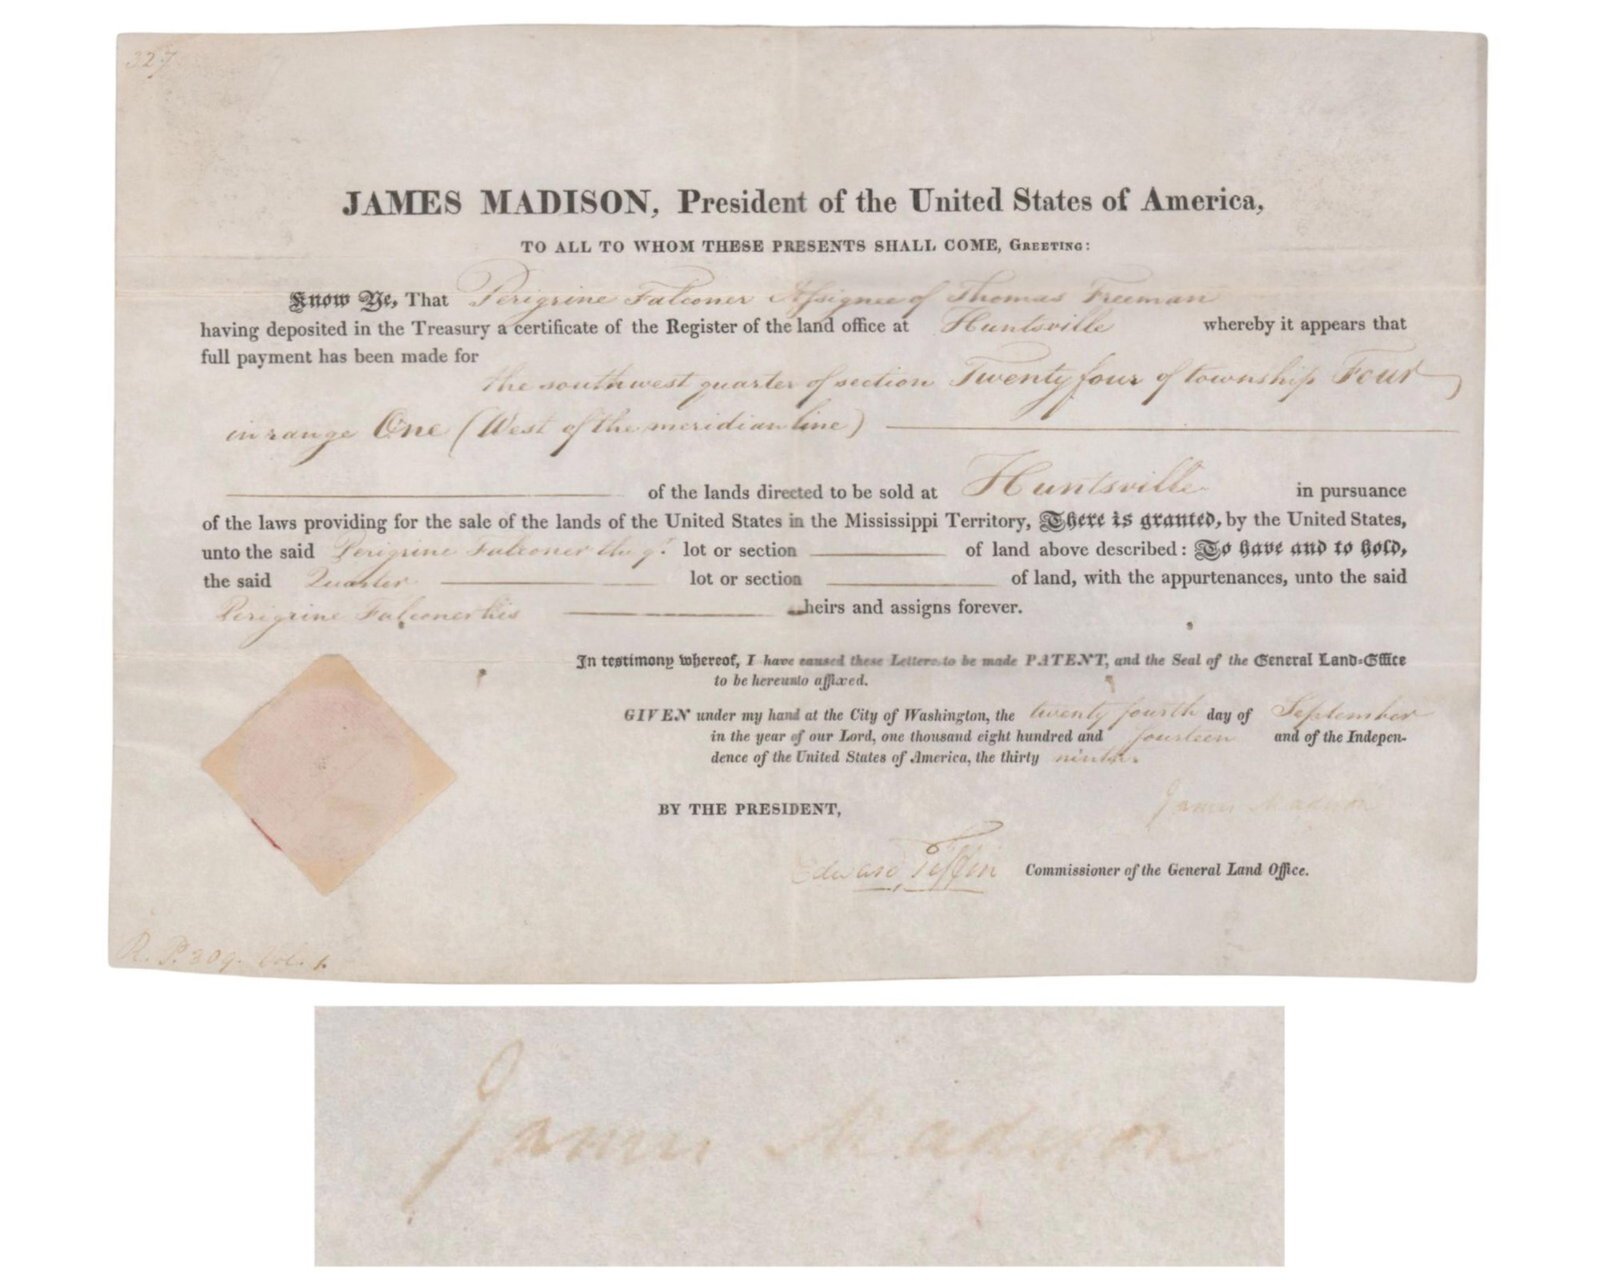 327
JAMES MADISON, President of the United States of America,
TO ALL TO WHOM THESE PRESENTS SHALL COME, GREETING:
Know Ye, That Perigrine Falconer Assignee of Thomas Freeman
having deposited in the Treasury a certificate of the Register of the land office at Huntsville whereby it appears that
full payment has been made for
the southwest quarter of section Twenty four of township Four
in range One (West of the meridian line)
of the lands directed to be sold at Huntsville in pursuance
of the laws providing for the sale of the lands of the United States in the Mississippi Territory, There is granted, by the United States,
unto the said Perigrine Falconer the qr. lot or section of land above described: To have and to hold,
the said Quarter lot or section of land, with the appurtenances, unto the said
Perigrine Falconer his heirs and assigns forever.
In testimony whereof, I have caused these Letters to be made PATENT, and the Seal of the General Land-Office
to be hereunto affixed.
GIVEN under my hand at the City of Washington, the twenty fourth day of September
in the year of our Lord, one thousand eight hundred and fourteen and of the Indepen-
dence of the United States of America, the thirty ninth.
James Madison
BY THE PRESIDENT,
Edward Tiffin Commissioner of the General Land Office.
R. P. 309. Vol. 1.
James Madison